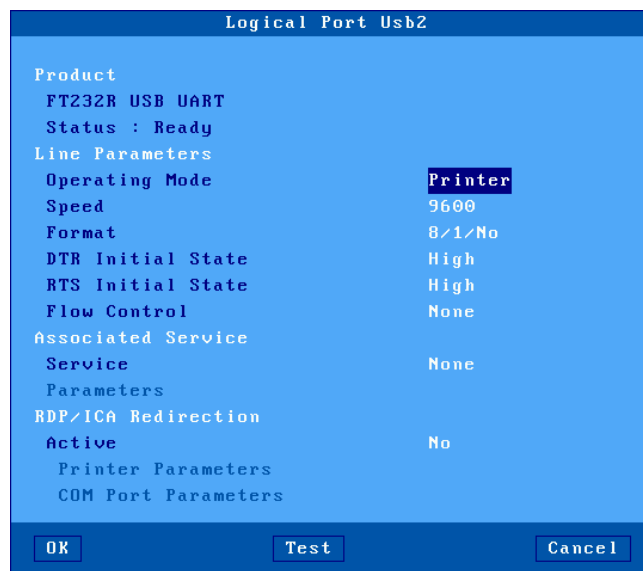 Logical Port Usb2
Product
FT232R USB UART
Status : Ready
Line Parameters
Operating Mode Printer
Speed 9600
Format 8/1/No
DTR Initial State High
RTS Initial State High
Flow Control None
Associated Service
Service None
Parameters
RDP/ICA Redirection
Active No
Printer Parameters
COM Port Parameters
OK Test Cancel